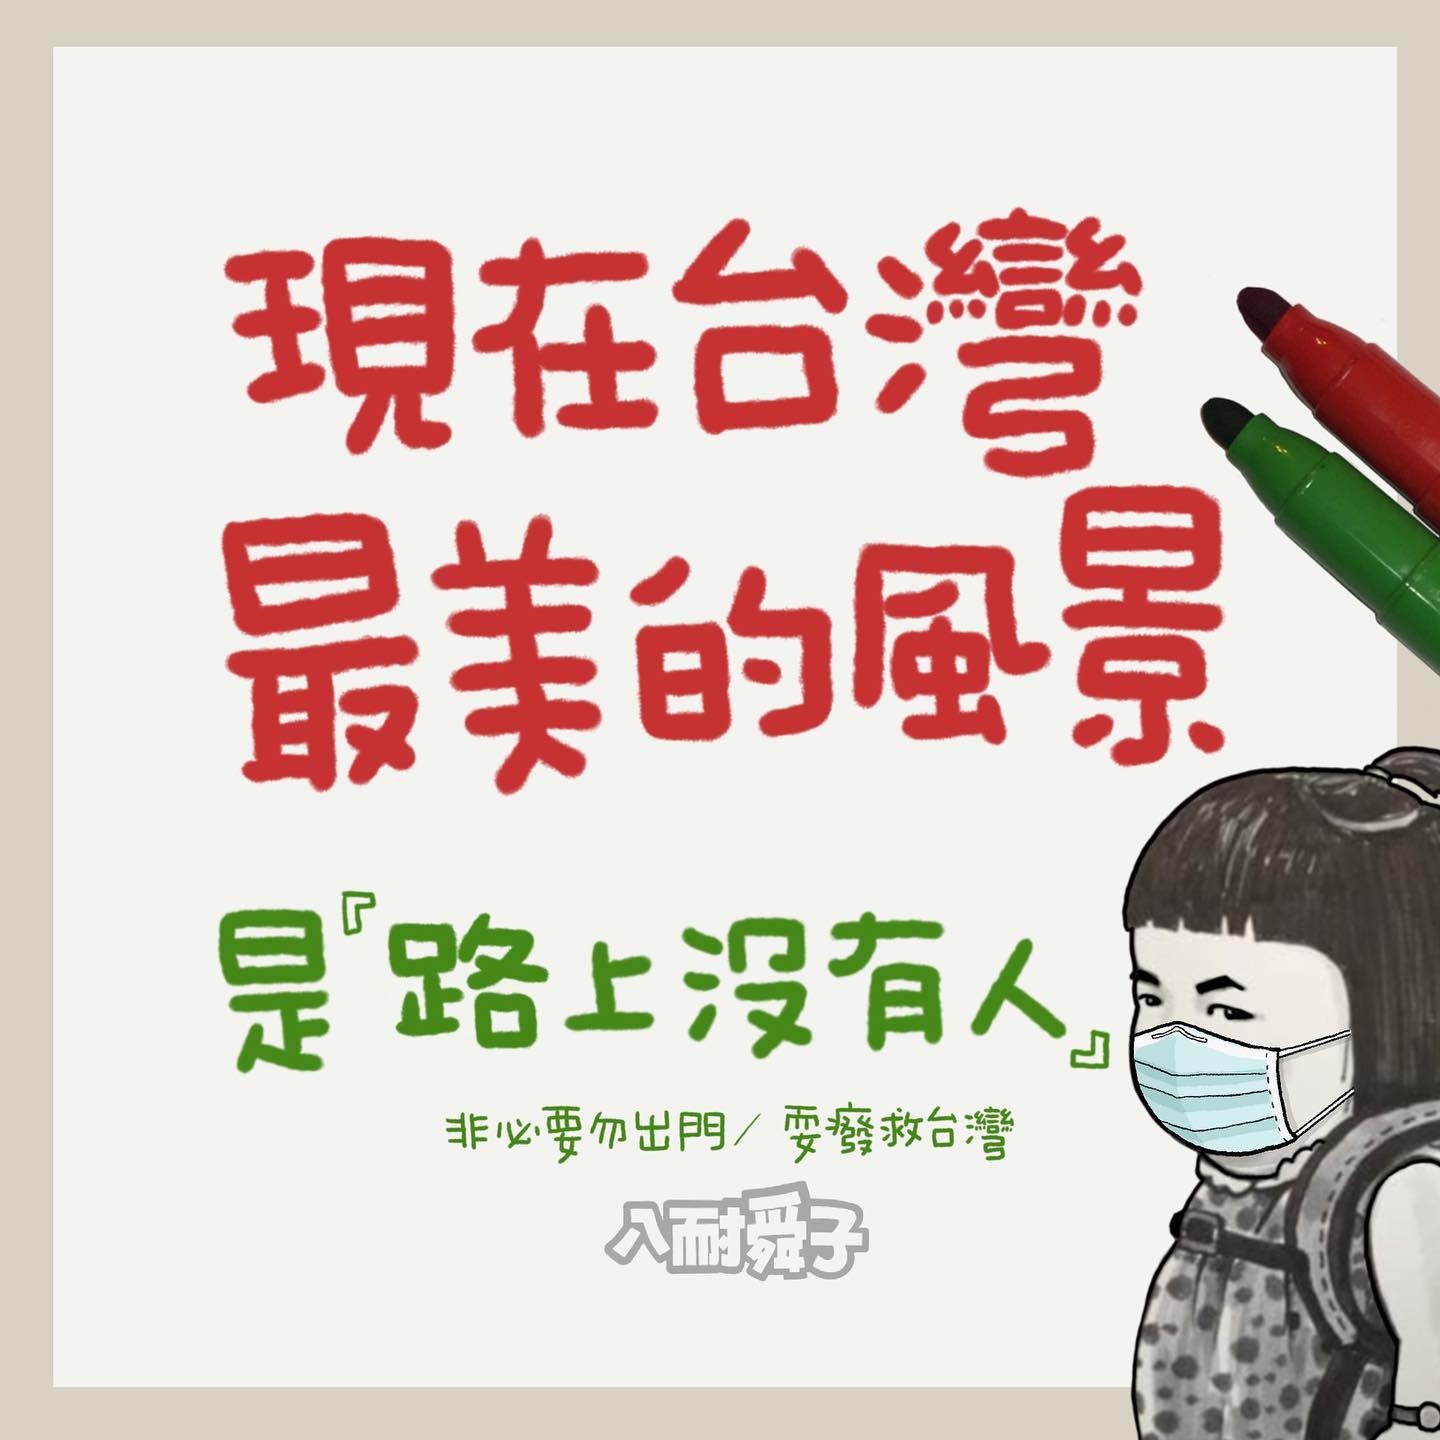 現在台灣
最美的風景
是『路上沒有人』
非必要勿出門／耍廢救台灣
八耐舜子